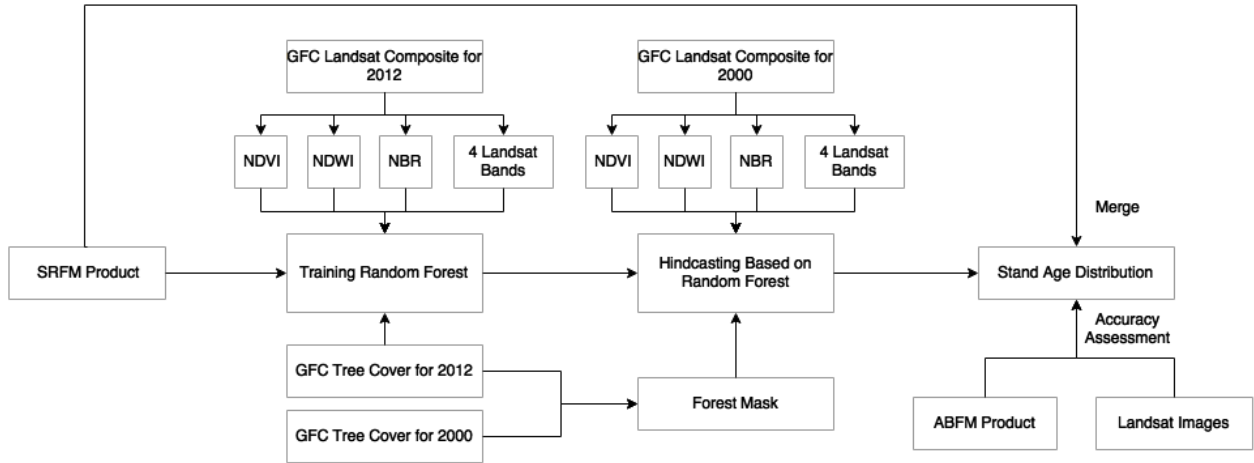 GFC Landsat Composite for
2012
GFC Landsat Composite for
2000
NDVI
NDWI
NBR
4 Landsat
Bands
NDVI
NDWI
NBR
4 Landsat
Bands
Merge
SRFM Product
Training Random Forest
Hindcasting Based on
Random Forest
Stand Age Distribution
Accuracy
Assessment
GFC Tree Cover for 2012
Forest Mask
GFC Tree Cover for 2000
ABFM Product
Landsat Images